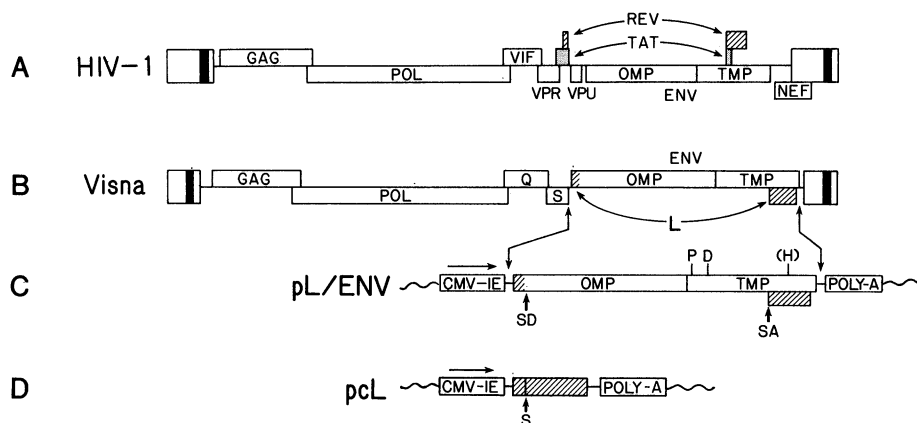 REV
TAT
A HIV-1 GAG POL VIF VPR VPU OMP TMP ENV NEF
B Visna GAG POL Q S ENV OMP TMP L
C pL/ENV CMV-IE OMP P D TMP (H) POLY-A
SD SA
D pcL CMV-IE POLY-A
S